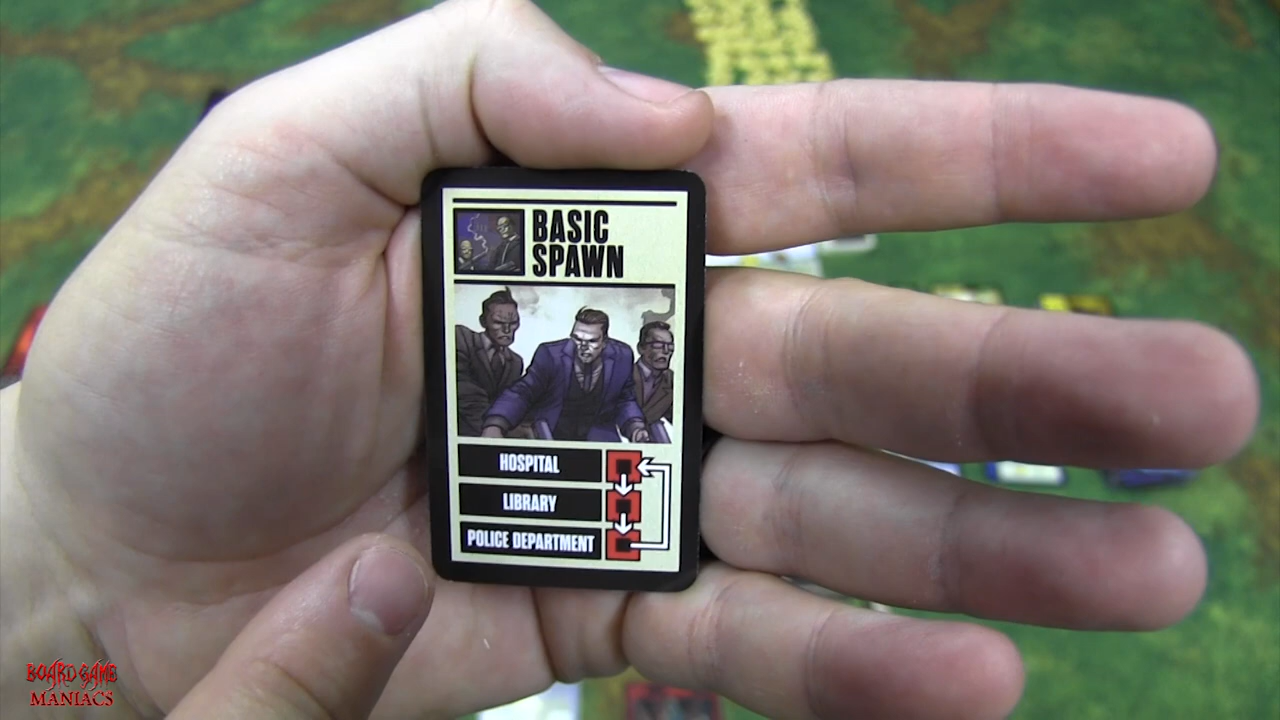 BASIC
SPAWN
HOSPITAL
LIBRARY
POLICE DEPARTMENT
BOARD GAME
MANIACS